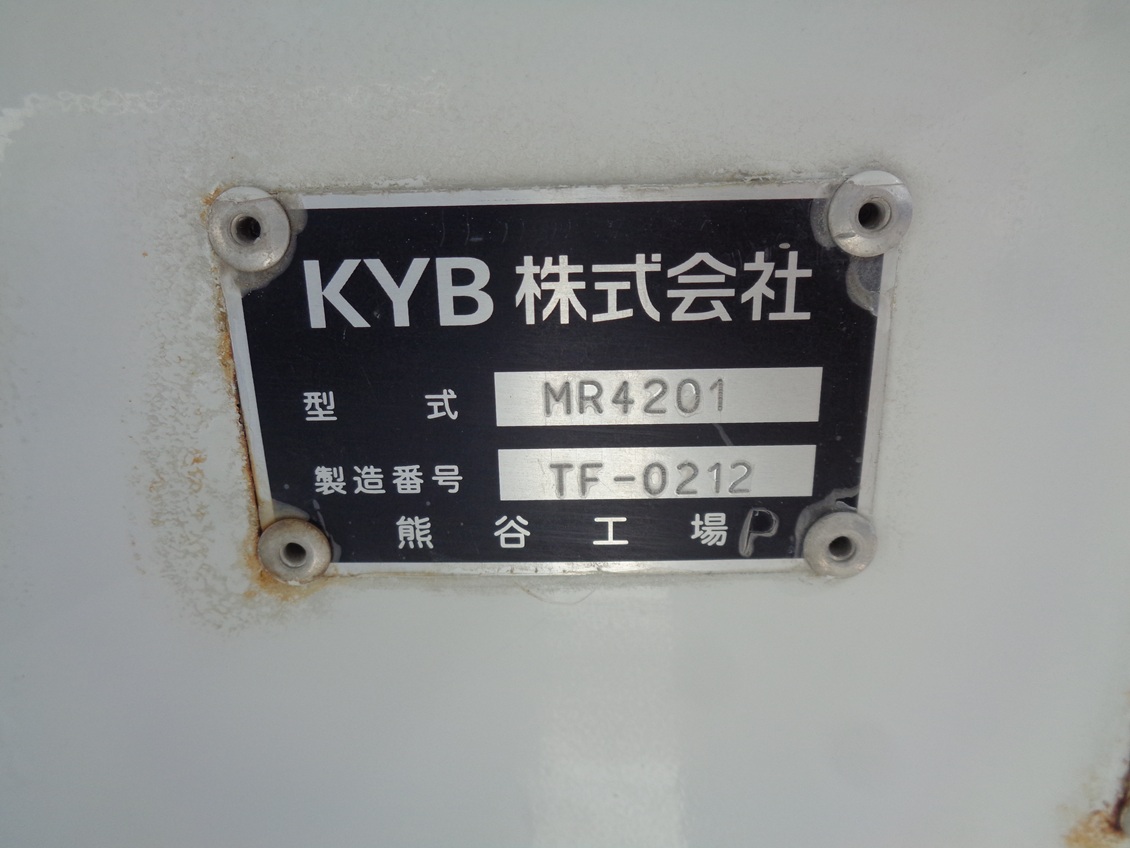 KYB 株式会社
型式 MR4201
製造番号 TF-0212
熊谷工場 P